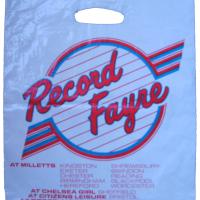 Record
Fayre
AT MILLETTS KINGSTON SHREWSBURY
EXETER SWINDON
CHESTER READING
BIRMINGHAM BLACKPOOL
HEREFORD WORCESTER
AT CHELSEA GIRL SHEFFIELD
AT CITIZENS LEISURE BRISTOL